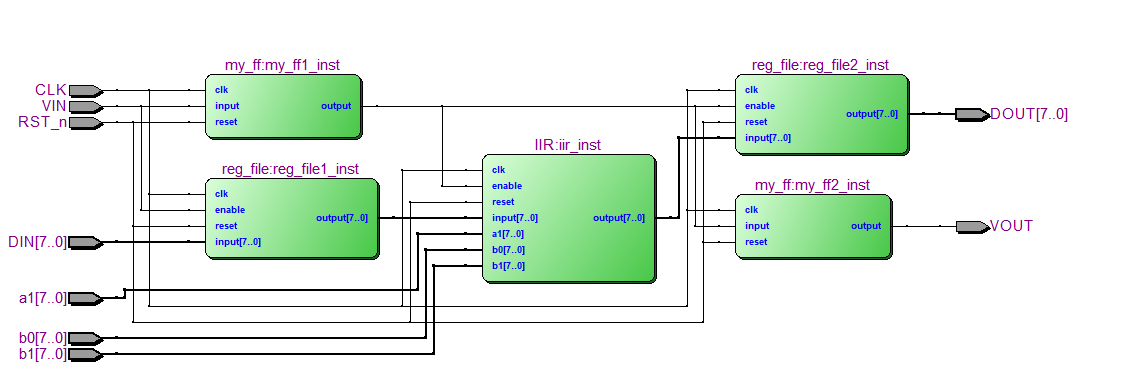 CLK
VIN
RST_n
DIN[7..0]
a1[7..0]
b0[7..0]
b1[7..0]
my_ff:my_ff1_inst
clk
input
reset
output
reg_file:reg_file1_inst
clk
enable
reset
input[7..0]
output[7..0]
IIR:iir_inst
clk
enable
reset
input[7..0]
a1[7..0]
b0[7..0]
b1[7..0]
output[7..0]
reg_file:reg_file2_inst
clk
enable
reset
input[7..0]
output[7..0]
my_ff:my_ff2_inst
clk
input
reset
output
DOUT[7..0]
VOUT